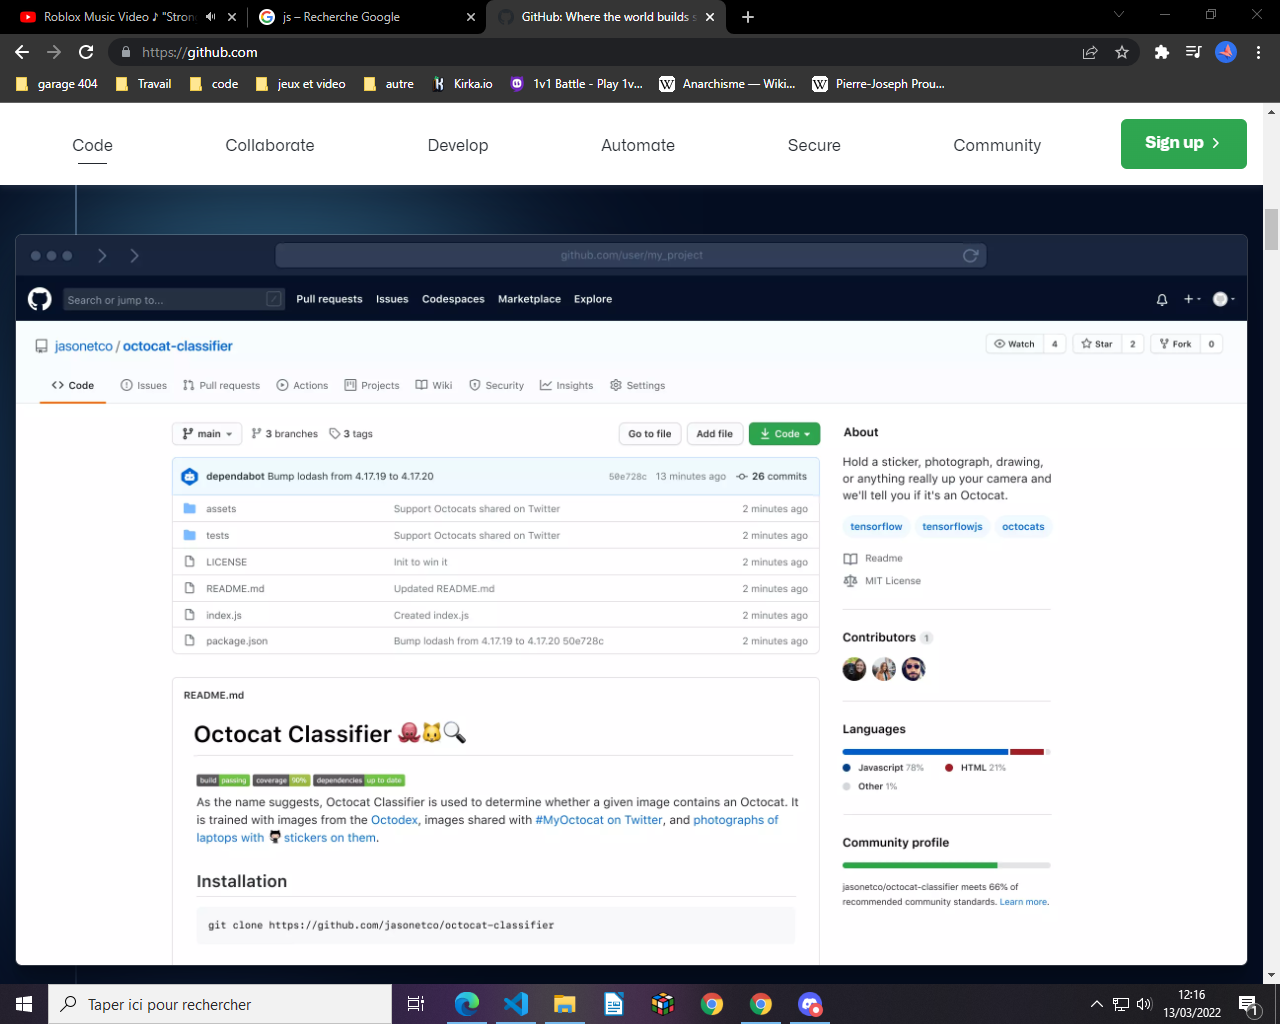 Roblox Music Video ♪ "Stron
js – Recherche Google
GitHub: Where the world builds s
https://github.com
garage 404
Travail
code
jeux et video
autre
Kirka.io
1v1 Battle - Play 1v...
Anarchisme — Wiki...
Pierre-Joseph Prou...
Code
Collaborate
Develop
Automate
Secure
Community
Sign up
github.com/user/my_project
Search or jump to...
/
Pull requests
Issues
Codespaces
Marketplace
Explore
jasonetco / octocat-classifier
Watch 4
Star 2
Fork 0
Code
Issues
Pull requests
Actions
Projects
Wiki
Security
Insights
Settings
main
3 branches
3 tags
Go to file
Add file
Code
dependabot Bump lodash from 4.17.19 to 4.17.20 50e728c 13 minutes ago 26 commits
assets Support Octocats shared on Twitter 2 minutes ago
tests Support Octocats shared on Twitter 2 minutes ago
LICENSE Init to win it 2 minutes ago
README.md Updated README.md 2 minutes ago
index.js Created index.js 2 minutes ago
package.json Bump lodash from 4.17.19 to 4.17.20 50e728c 2 minutes ago
README.md
Octocat Classifier 🐙🐱🔍
build passing coverage 90% dependencies up to date
As the name suggests, Octocat Classifier is used to determine whether a given image contains an Octocat. It
is trained with images from the Octodex, images shared with #MyOctocat on Twitter, and photographs of
laptops with stickers on them.
Installation
git clone https://github.com/jasonetco/octocat-classifier
About
Hold a sticker, photograph, drawing,
or anything really up your camera and
we'll tell you if it's an Octocat.
tensorflow
tensorflowjs
octocats
Readme
MIT License
Contributors 1
Languages
Javascript 78%
HTML 21%
Other 1%
Community profile
jasonetco/octocat-classifier meets 66% of
recommended community standards. Learn more.
Taper ici pour rechercher
12:16
13/03/2022
1